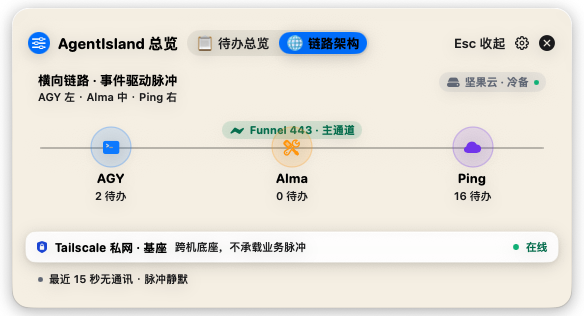 AgentIsland 总览
待办总览
链路架构
Esc 收起
横向链路 · 事件驱动脉冲
AGY 左 · Alma 中 · Ping 右
坚果云 · 冷备
Funnel 443 · 主通道
AGY
2 待办
Alma
0 待办
Ping
16 待办
Tailscale 私网 · 基座 跨机底座，不承载业务脉冲
在线
最近 15 秒无通讯 · 脉冲静默